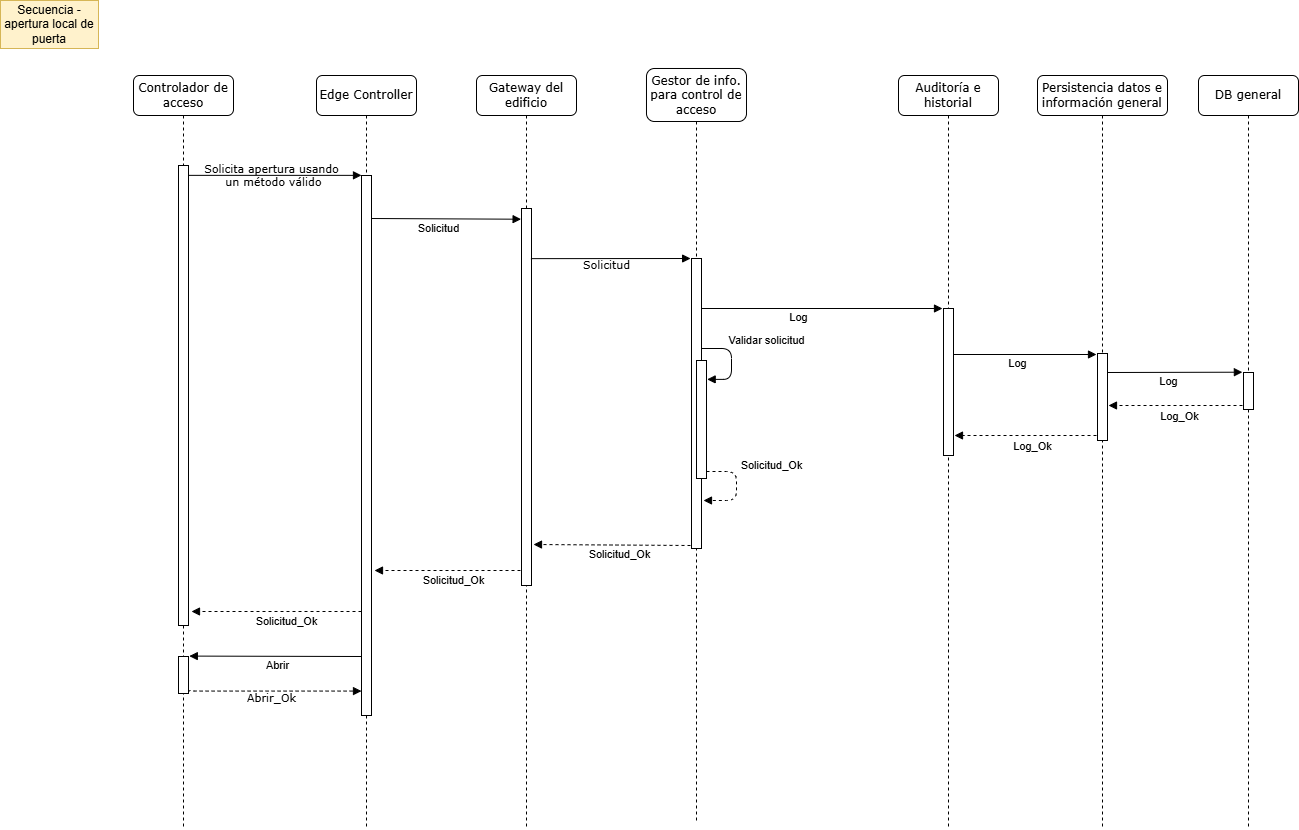 Secuencia -
apertura local de
puerta
Controlador de
acceso
Edge Controller
Gateway del
edificio
Gestor de info.
para control de
acceso
Auditoría e
historial
Persistencia datos e
información general
DB general
Solicita apertura usando
un método válido
Solicitud
Solicitud
Log
Validar solicitud
Log
Log
Log_Ok
Log_Ok
Solicitud_Ok
Solicitud_Ok
Solicitud_Ok
Solicitud_Ok
Abrir
Abrir_Ok